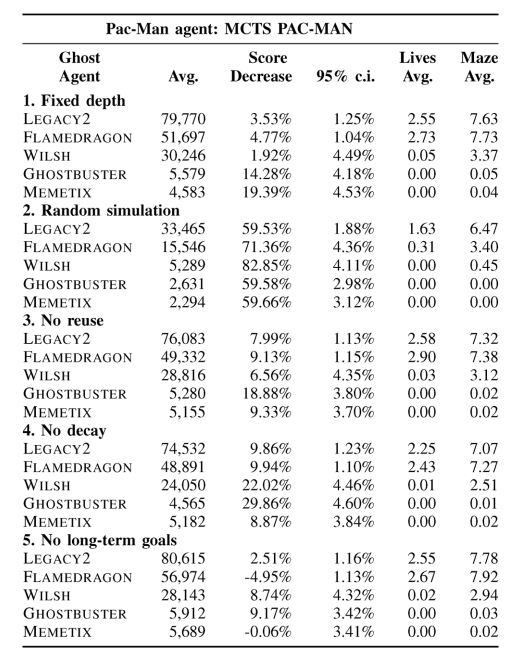 Pac-Man agent: MCTS PAC-MAN
Ghost Score Lives Maze
Agent Avg. Decrease 95% c.i. Avg. Avg.
1. Fixed depth
LEGACY2 79,770 3.53% 1.25% 2.55 7.63
FLAMEDRAGON 51,697 4.77% 1.04% 2.73 7.73
WILSH 30,246 1.92% 4.49% 0.05 3.37
GHOSTBUSTER 5,579 14.28% 4.18% 0.00 0.05
MEMETIX 4,583 19.39% 4.53% 0.00 0.04
2. Random simulation
LEGACY2 33,465 59.53% 1.88% 1.63 6.47
FLAMEDRAGON 15,546 71.36% 4.36% 0.31 3.40
WILSH 5,289 82.85% 4.11% 0.00 0.45
GHOSTBUSTER 2,631 59.58% 2.98% 0.00 0.00
MEMETIX 2,294 59.66% 3.12% 0.00 0.00
3. No reuse
LEGACY2 76,083 7.99% 1.13% 2.58 7.32
FLAMEDRAGON 49,332 9.13% 1.15% 2.90 7.38
WILSH 28,816 6.56% 4.35% 0.03 3.12
GHOSTBUSTER 5,280 18.88% 3.80% 0.00 0.02
MEMETIX 5,155 9.33% 3.70% 0.00 0.02
4. No decay
LEGACY2 74,532 9.86% 1.23% 2.25 7.07
FLAMEDRAGON 48,891 9.94% 1.10% 2.43 7.27
WILSH 24,050 22.02% 4.46% 0.01 2.51
GHOSTBUSTER 4,565 29.86% 4.60% 0.00 0.01
MEMETIX 5,182 8.87% 3.84% 0.00 0.02
5. No long-term goals
LEGACY2 80,615 2.51% 1.16% 2.55 7.78
FLAMEDRAGON 56,974 -4.95% 1.13% 2.67 7.92
WILSH 28,143 8.74% 4.32% 0.02 2.94
GHOSTBUSTER 5,912 9.17% 3.42% 0.00 0.03
MEMETIX 5,689 -0.06% 3.41% 0.00 0.02